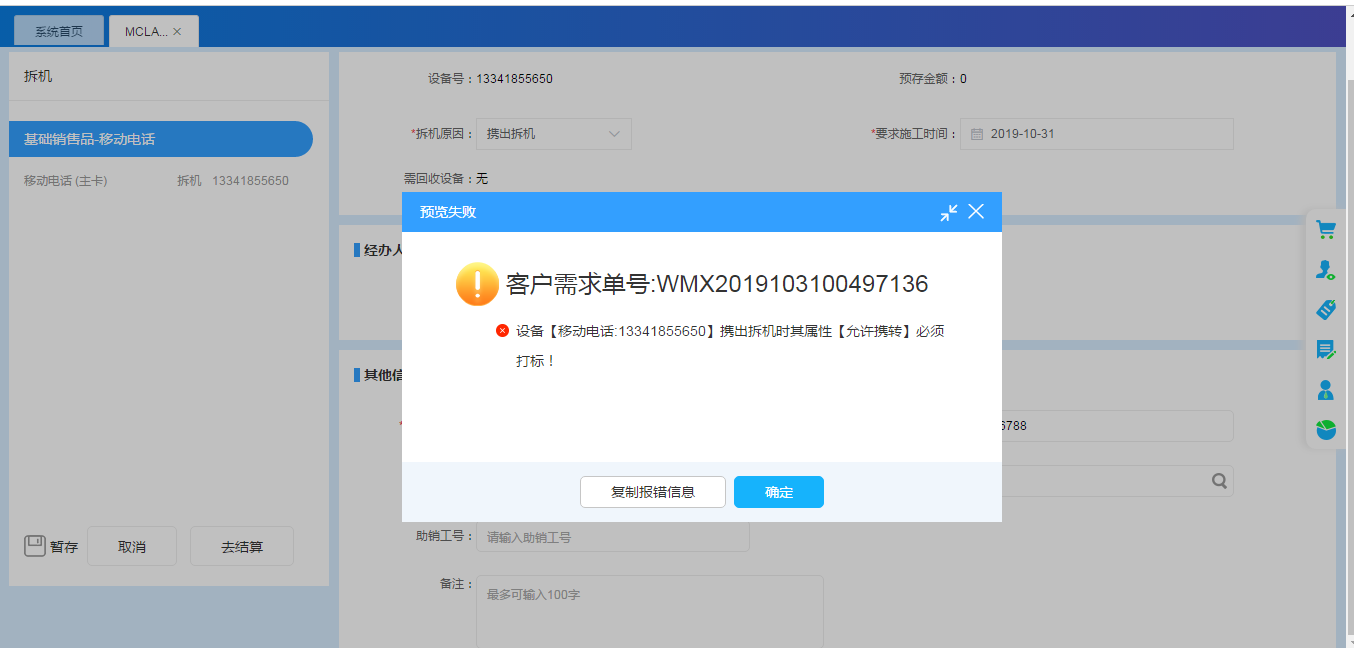 系统首页
MCLA...
拆机
基础销售品-移动电话
移动电话 (主卡) 拆机 13341855650
暂存
取消
去结算
设备号：13341855650
预存金额：0
*拆机原因：携出拆机
*要求施工时间：2019-10-31
需回收设备：无
预览失败
客户需求单号:WMX2019103100497136
设备【移动电话:13341855650】携出拆机时其属性【允许携转】必须
打标！
复制报错信息
确定
经办人
其他信
*
6788
助销工号：请输入助销工号
备注：最多可输入100字